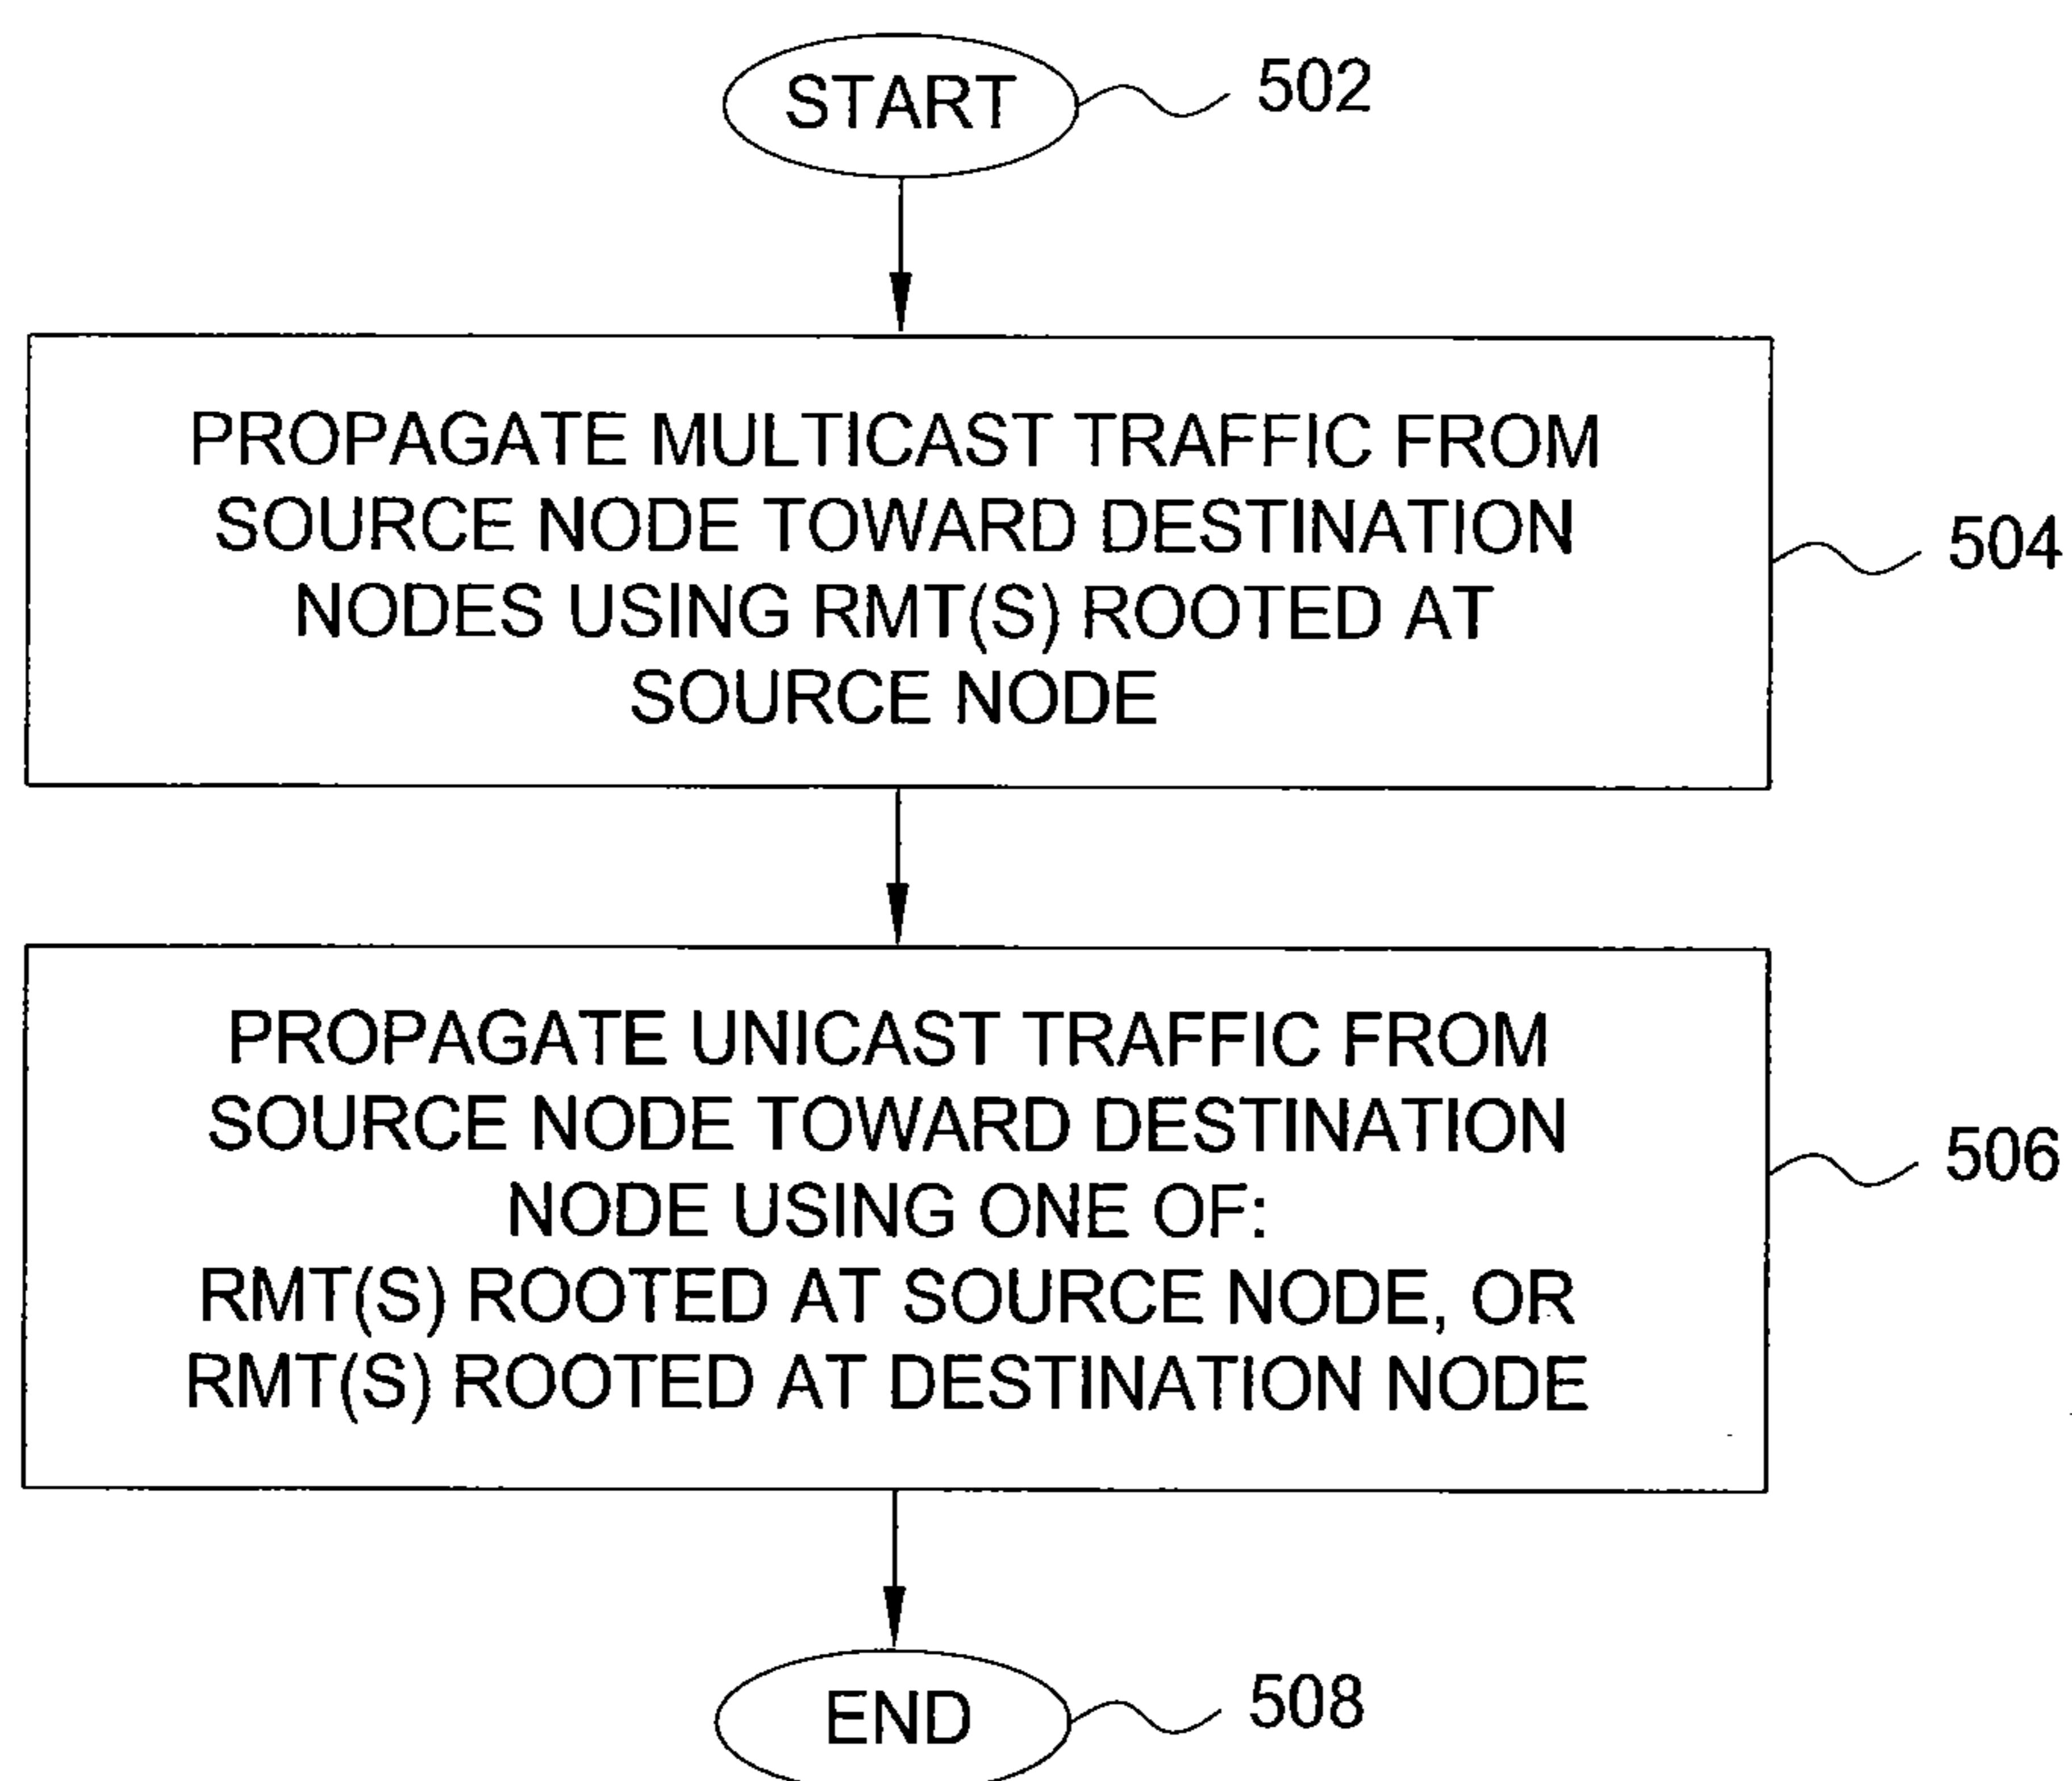 START
502
PROPAGATE MULTICAST TRAFFIC FROM
SOURCE NODE TOWARD DESTINATION
NODES USING RMT(S) ROOTED AT
SOURCE NODE
504
PROPAGATE UNICAST TRAFFIC FROM
SOURCE NODE TOWARD DESTINATION
NODE USING ONE OF:
RMT(S) ROOTED AT SOURCE NODE, OR
RMT(S) ROOTED AT DESTINATION NODE
506
END
508